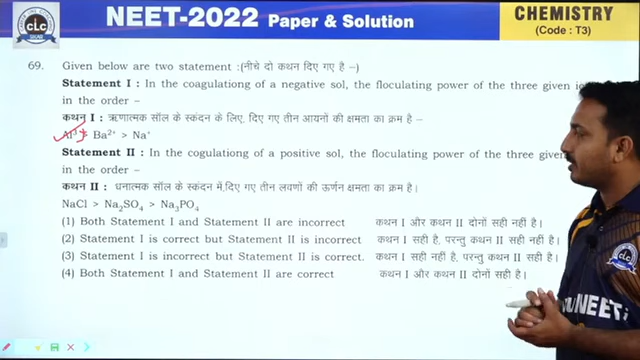 NEET-2022 Paper & Solution
CHEMISTRY
(Code : T3)
CLC
69. Given below are two statement :(नीचे दो कथन दिए गए है–)
Statement I : In the coagulationg of a negative sol, the floculating power of the three given
in the order –
कथन I : ऋणात्मक सॉल के स्कंदन के लिए, दिए गए तीन आयनों की क्षमता का क्रम है –
Al³⁺ > Ba²⁺ > Na⁺
Statement II : In the cogulationg of a positive sol, the floculating power of the three given
in the order –
कथन II : धनात्मक सॉल के स्कंदन में,दिए गए तीन लवणों की ऊर्णन क्षमता का क्रम है।
NaCl > Na₂SO₄ > Na₃PO₄
(1) Both Statement I and Statement II are incorrect कथन I और कथन II दोनों सही नहीं है।
(2) Statement I is correct but Statement II is incorrect कथन I सही है, परन्तु कथन II सही नहीं है।
(3) Statement I is incorrect but Statement II is correct. कथन I सही नहीं है, परन्तु कथन II सही है।
(4) Both Statement I and Statement II are correct कथन I और कथन II दोनों सही है।
CLC
NEET